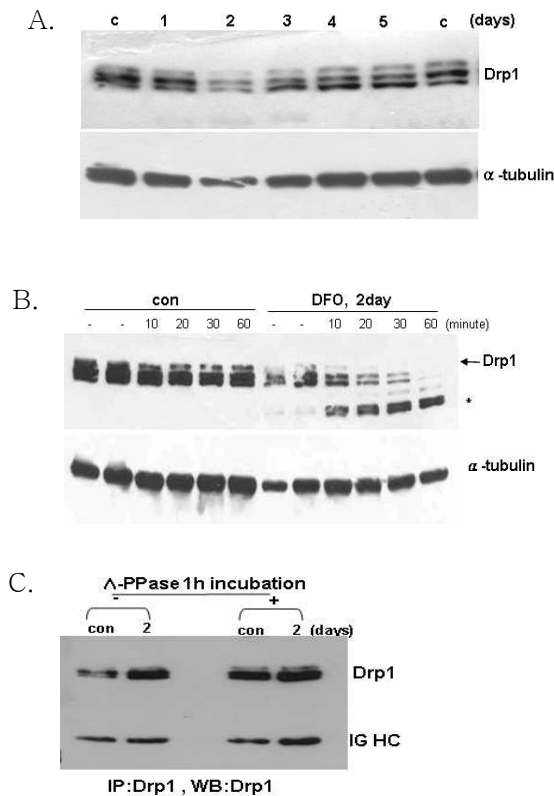 A.
c 1 2 3 4 5 c (days)
Drp1
α-tubulin
B.
con DFO, 2day
- - 10 20 30 60 - - 10 20 30 60 (minute)
Drp1
*
α-tubulin
C.
Λ-PPase 1h incubation
- +
con 2 con 2 (days)
Drp1
IG HC
IP:Drp1 , WB:Drp1